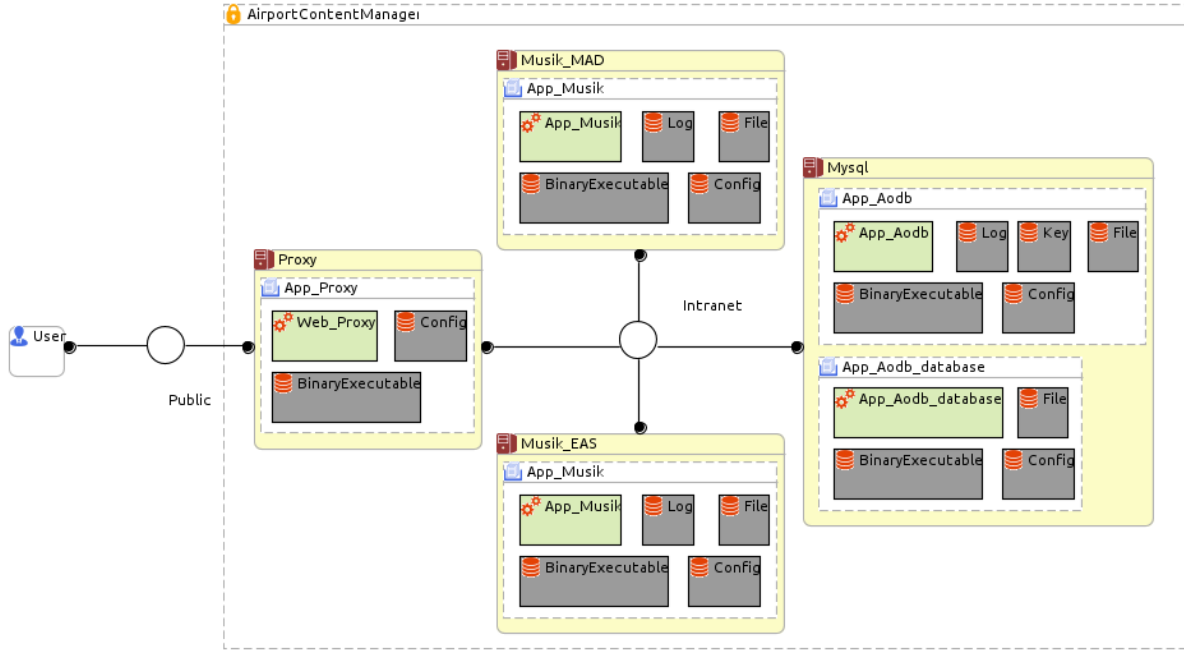 AirportContentManager
Musik_MAD
App_Musik
App_Musik
Log
File
BinaryExecutable
Config
Mysql
App_Aodb
App_Aodb
Log
Key
File
BinaryExecutable
Config
App_Aodb_database
App_Aodb_database
File
BinaryExecutable
Config
Proxy
App_Proxy
Web_Proxy
Config
BinaryExecutable
Intranet
User
Public
Musik_EAS
App_Musik
App_Musik
Log
File
BinaryExecutable
Config